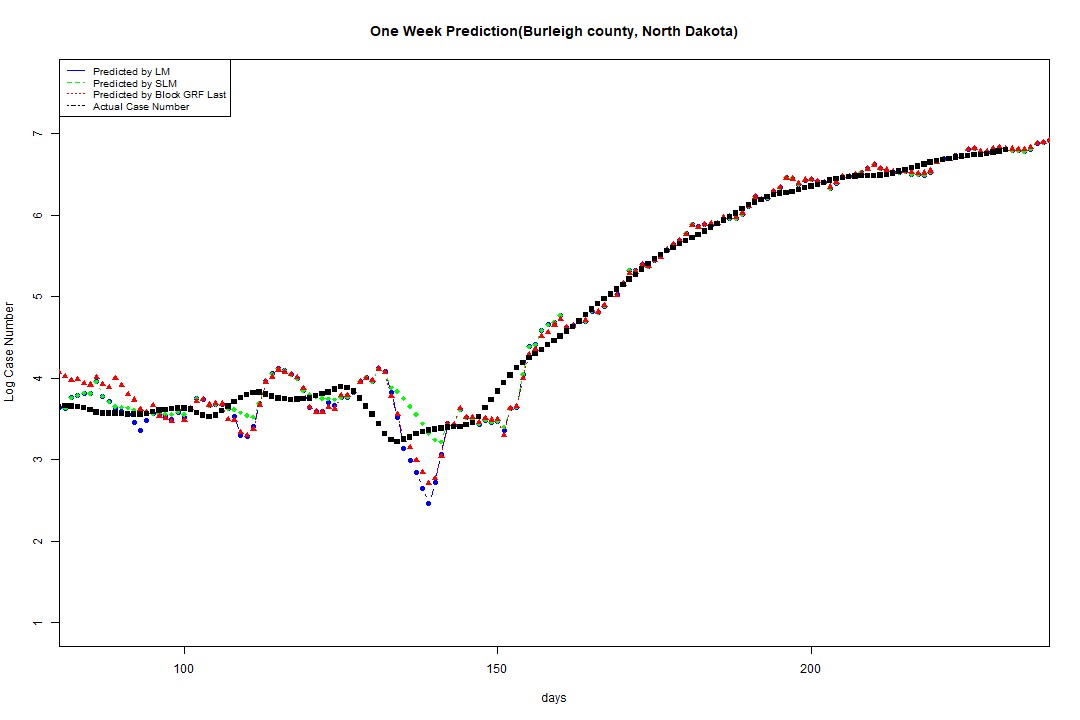 One Week Prediction(Burleigh county, North Dakota)
Predicted by LM
Predicted by SLM
Predicted by Block GRF Last
Actual Case Number
7
6
5
4
3
2
1
Log Case Number
100 150 200
days